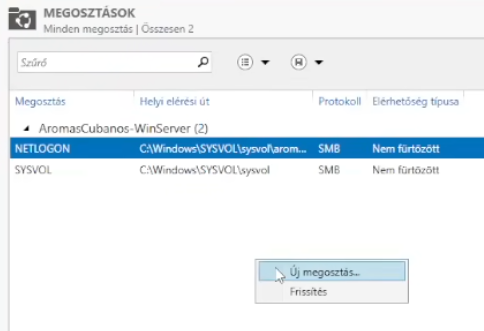 MEGOSZTÁSOK
Minden megosztás | Összesen 2
Szűrő
Megosztás Helyi elérési út Protokoll Elérhetőség típusa
AromasCubanos-WinServer (2)
NETLOGON C:\Windows\SYSVOL\sysvol\arom... SMB Nem fürtözött
SYSVOL C:\Windows\SYSVOL\sysvol SMB Nem fürtözött
Új megosztás...
Frissítés